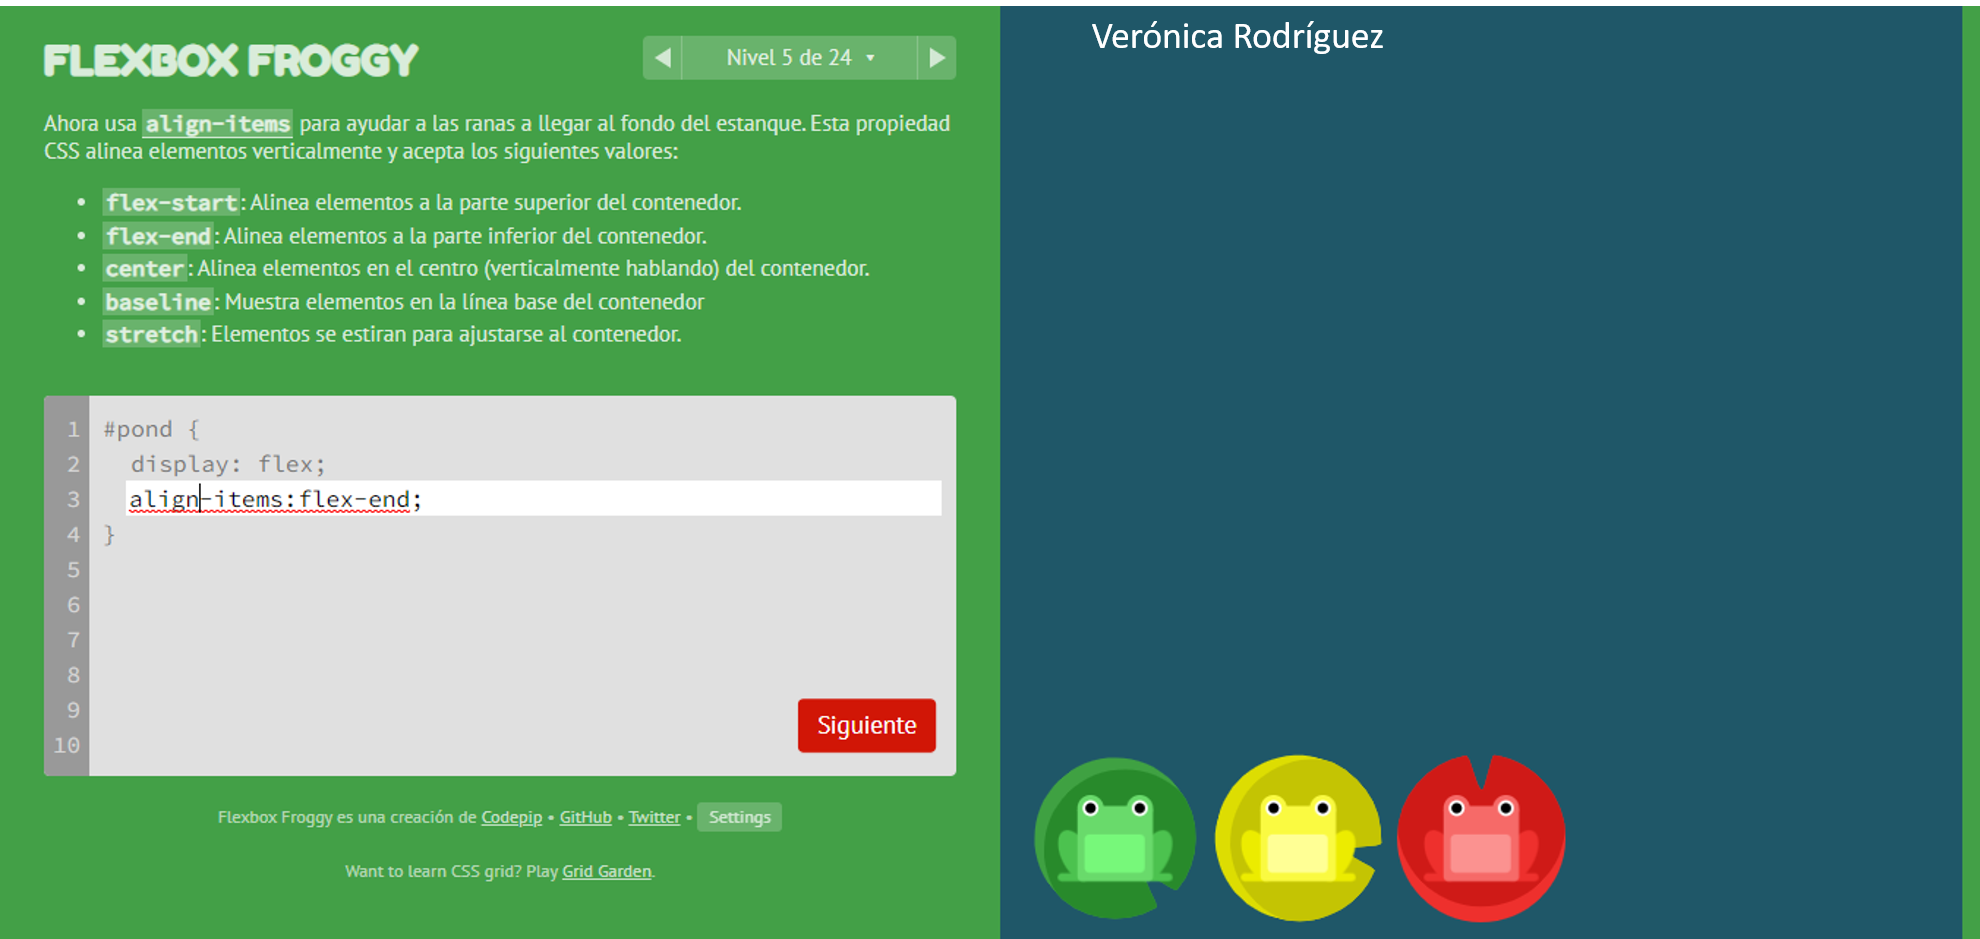 FLEXBOX FROGGY
Nivel 5 de 24
Verónica Rodríguez
Ahora usa align-items para ayudar a las ranas a llegar al fondo del estanque. Esta propiedad
CSS alinea elementos verticalmente y acepta los siguientes valores:
• flex-start: Alinea elementos a la parte superior del contenedor.
• flex-end: Alinea elementos a la parte inferior del contenedor.
• center: Alinea elementos en el centro (verticalmente hablando) del contenedor.
• baseline: Muestra elementos en la línea base del contenedor
• stretch: Elementos se estiran para ajustarse al contenedor.
1 #pond {
2 display: flex;
3 align-items:flex-end;
4 }
5
6
7
8
9
10
Siguiente
Flexbox Froggy es una creación de Codepip • GitHub • Twitter • Settings
Want to learn CSS grid? Play Grid Garden.